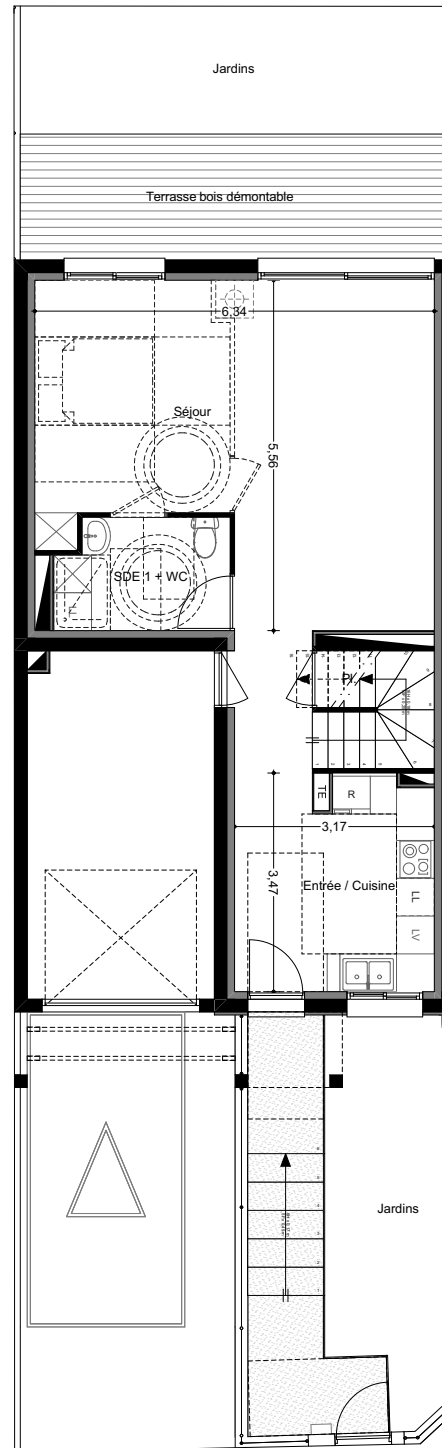 Jardins
Terrasse bois démontable
6,34
Séjour
5,56
SDE 1 + WC
PL
TE
R
3,17
3,47
Entrée / Cuisine
LL
LV
Jardins